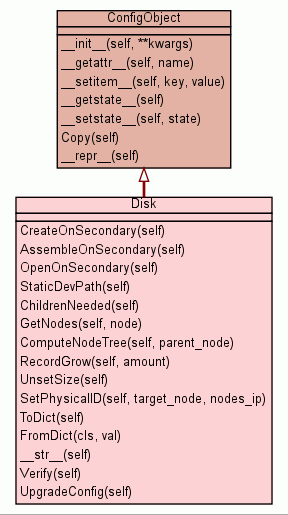 ConfigObject
__init__(self, **kwargs)
__getattr__(self, name)
__setitem__(self, key, value)
__getstate__(self)
__setstate__(self, state)
Copy(self)
__repr__(self)
Disk
CreateOnSecondary(self)
AssembleOnSecondary(self)
OpenOnSecondary(self)
StaticDevPath(self)
ChildrenNeeded(self)
GetNodes(self, node)
ComputeNodeTree(self, parent_node)
RecordGrow(self, amount)
UnsetSize(self)
SetPhysicalID(self, target_node, nodes_ip)
ToDict(self)
FromDict(cls, val)
__str__(self)
Verify(self)
UpgradeConfig(self)